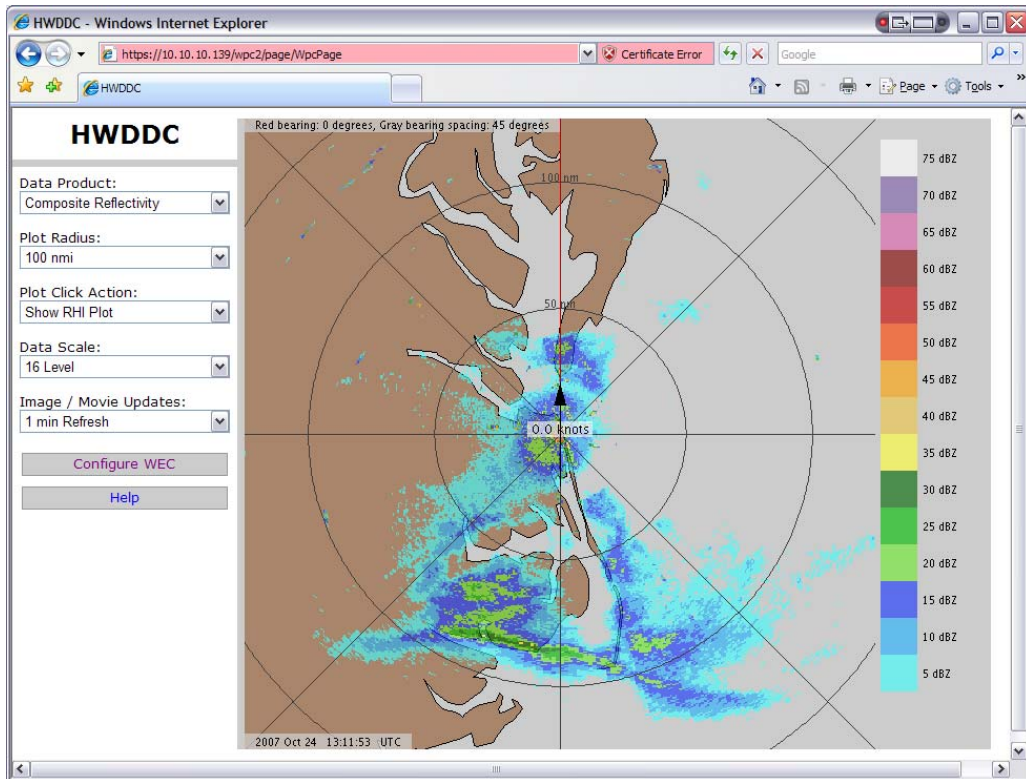 HWDDC - Windows Internet Explorer
https://10.10.10.139/wpc2/page/WpcPage
Certificate Error
Google
HWDDC
Page
Tools
HWDDC
Data Product:
Composite Reflectivity
Plot Radius:
100 nmi
Plot Click Action:
Show RHI Plot
Data Scale:
16 Level
Image / Movie Updates:
1 min Refresh
Configure WEC
Help
Red bearing: 0 degrees, Gray bearing spacing: 45 degrees
100 nm
50 nm
0.0 knots
2007 Oct 24 13:11:53 UTC
75 dBZ
70 dBZ
65 dBZ
60 dBZ
55 dBZ
50 dBZ
45 dBZ
40 dBZ
35 dBZ
30 dBZ
25 dBZ
20 dBZ
15 dBZ
10 dBZ
5 dBZ